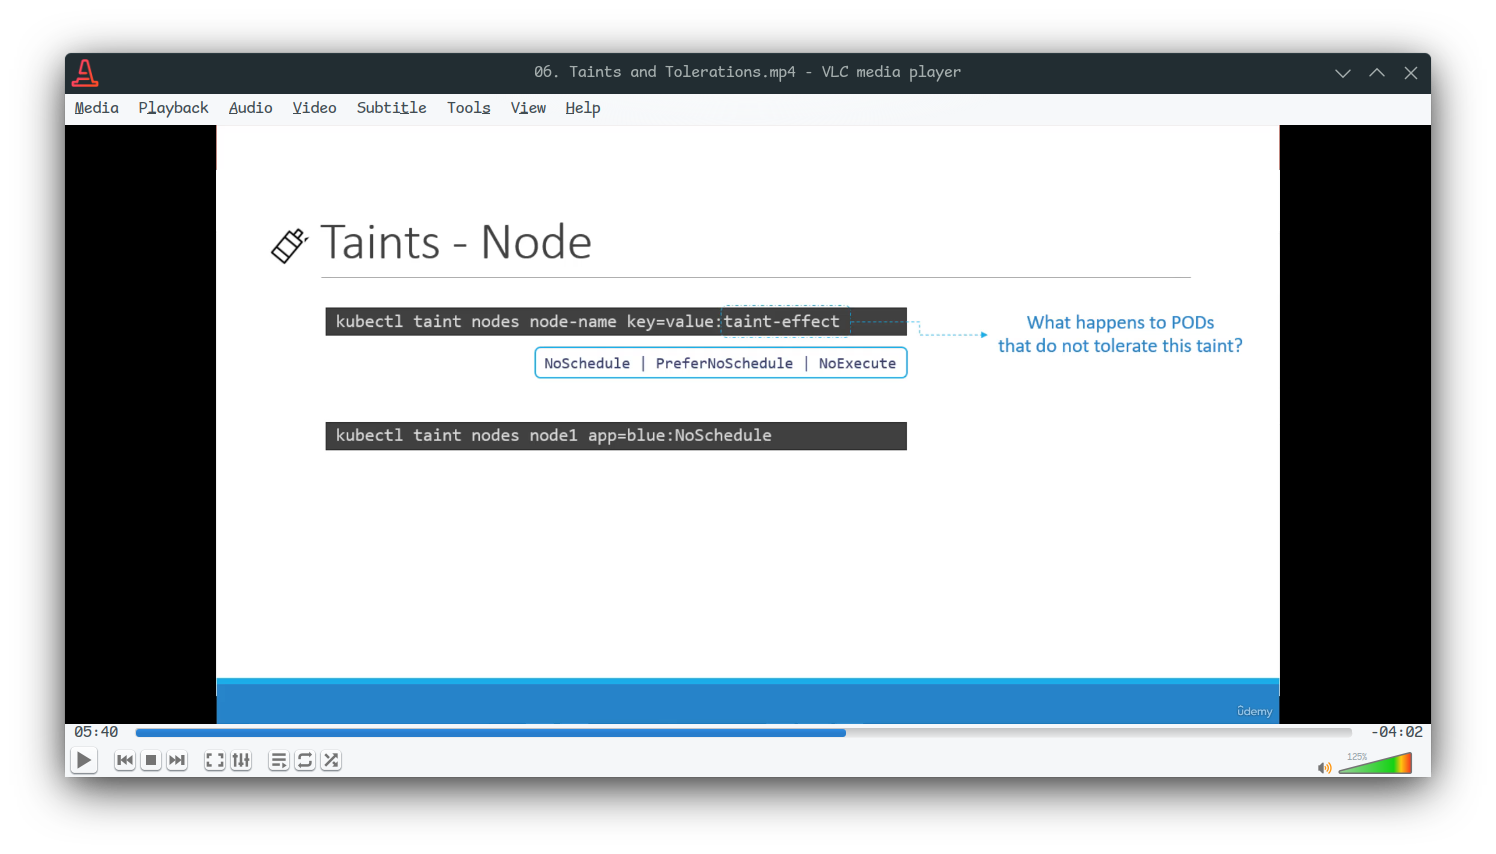 06. Taints and Tolerations.mp4 - VLC media player
Media Playback Audio Video Subtitle Tools View Help
Taints - Node
kubectl taint nodes node-name key=value:taint-effect
What happens to PODs
that do not tolerate this taint?
NoSchedule | PreferNoSchedule | NoExecute
kubectl taint nodes node1 app=blue:NoSchedule
ûdemy
05:40
-04:02
125%